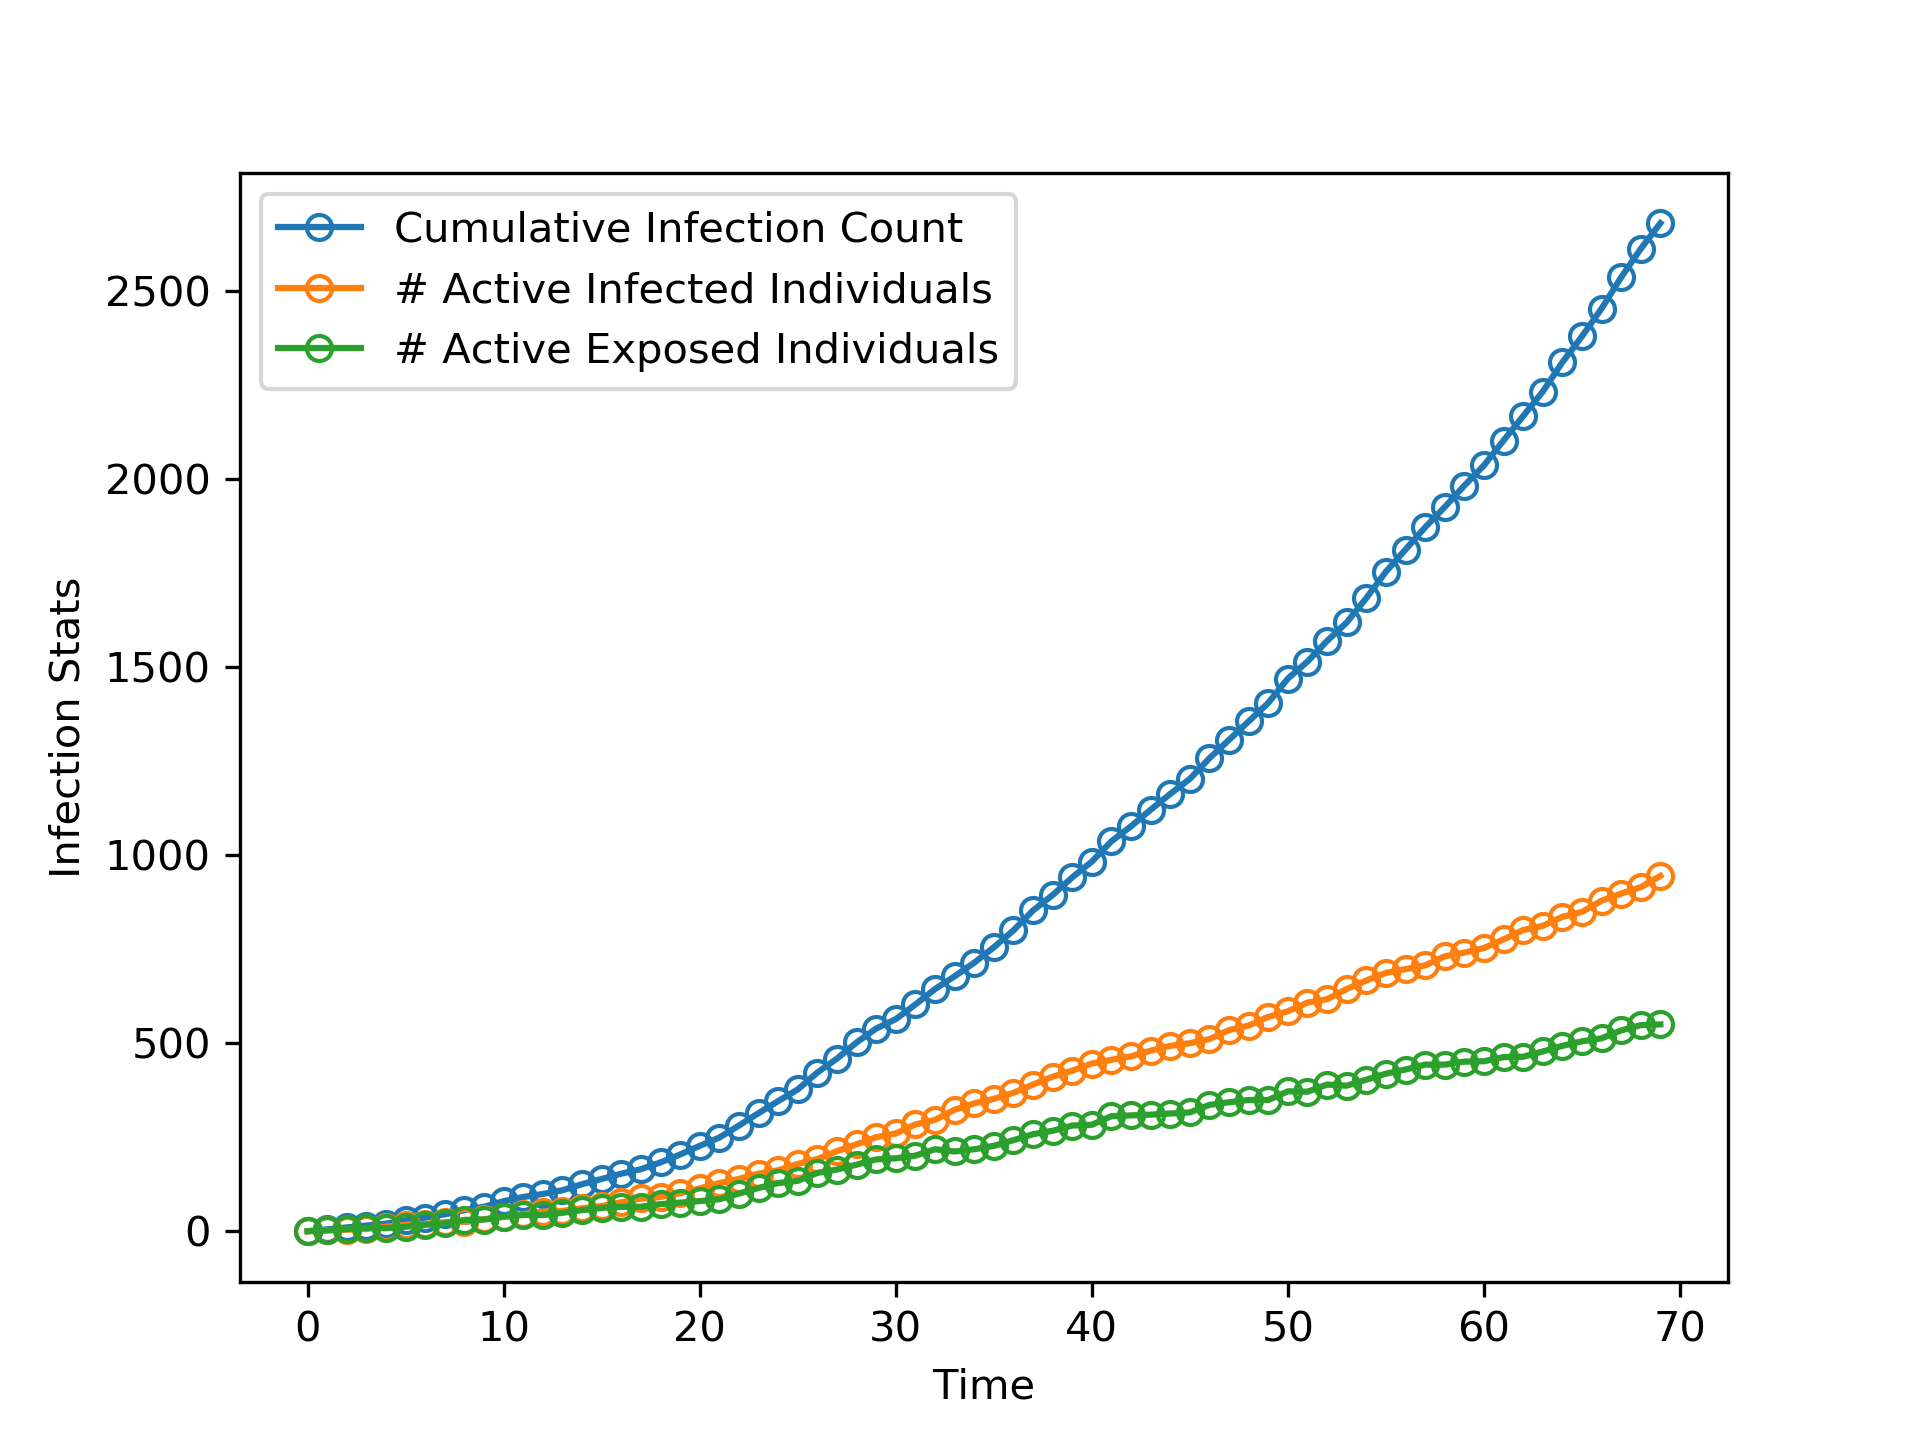 Cumulative Infection Count
# Active Infected Individuals
# Active Exposed Individuals
2500
2000
1500
1000
500
0
Infection Stats
0 10 20 30 40 50 60 70
Time